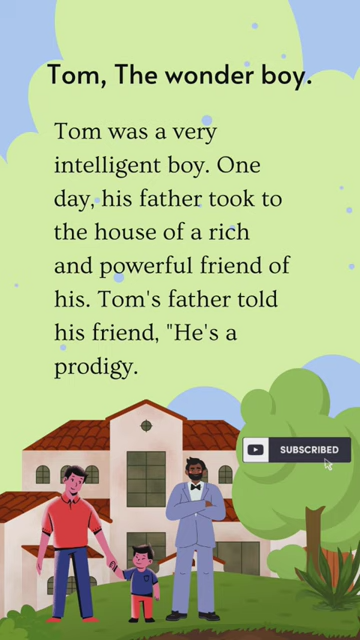 Tom, The wonder boy.
Tom was a very
intelligent boy. One
day, his father took to
the house of a rich
and powerful friend of
his. Tom's father told
his friend, "He's a
prodigy.
SUBSCRIBED